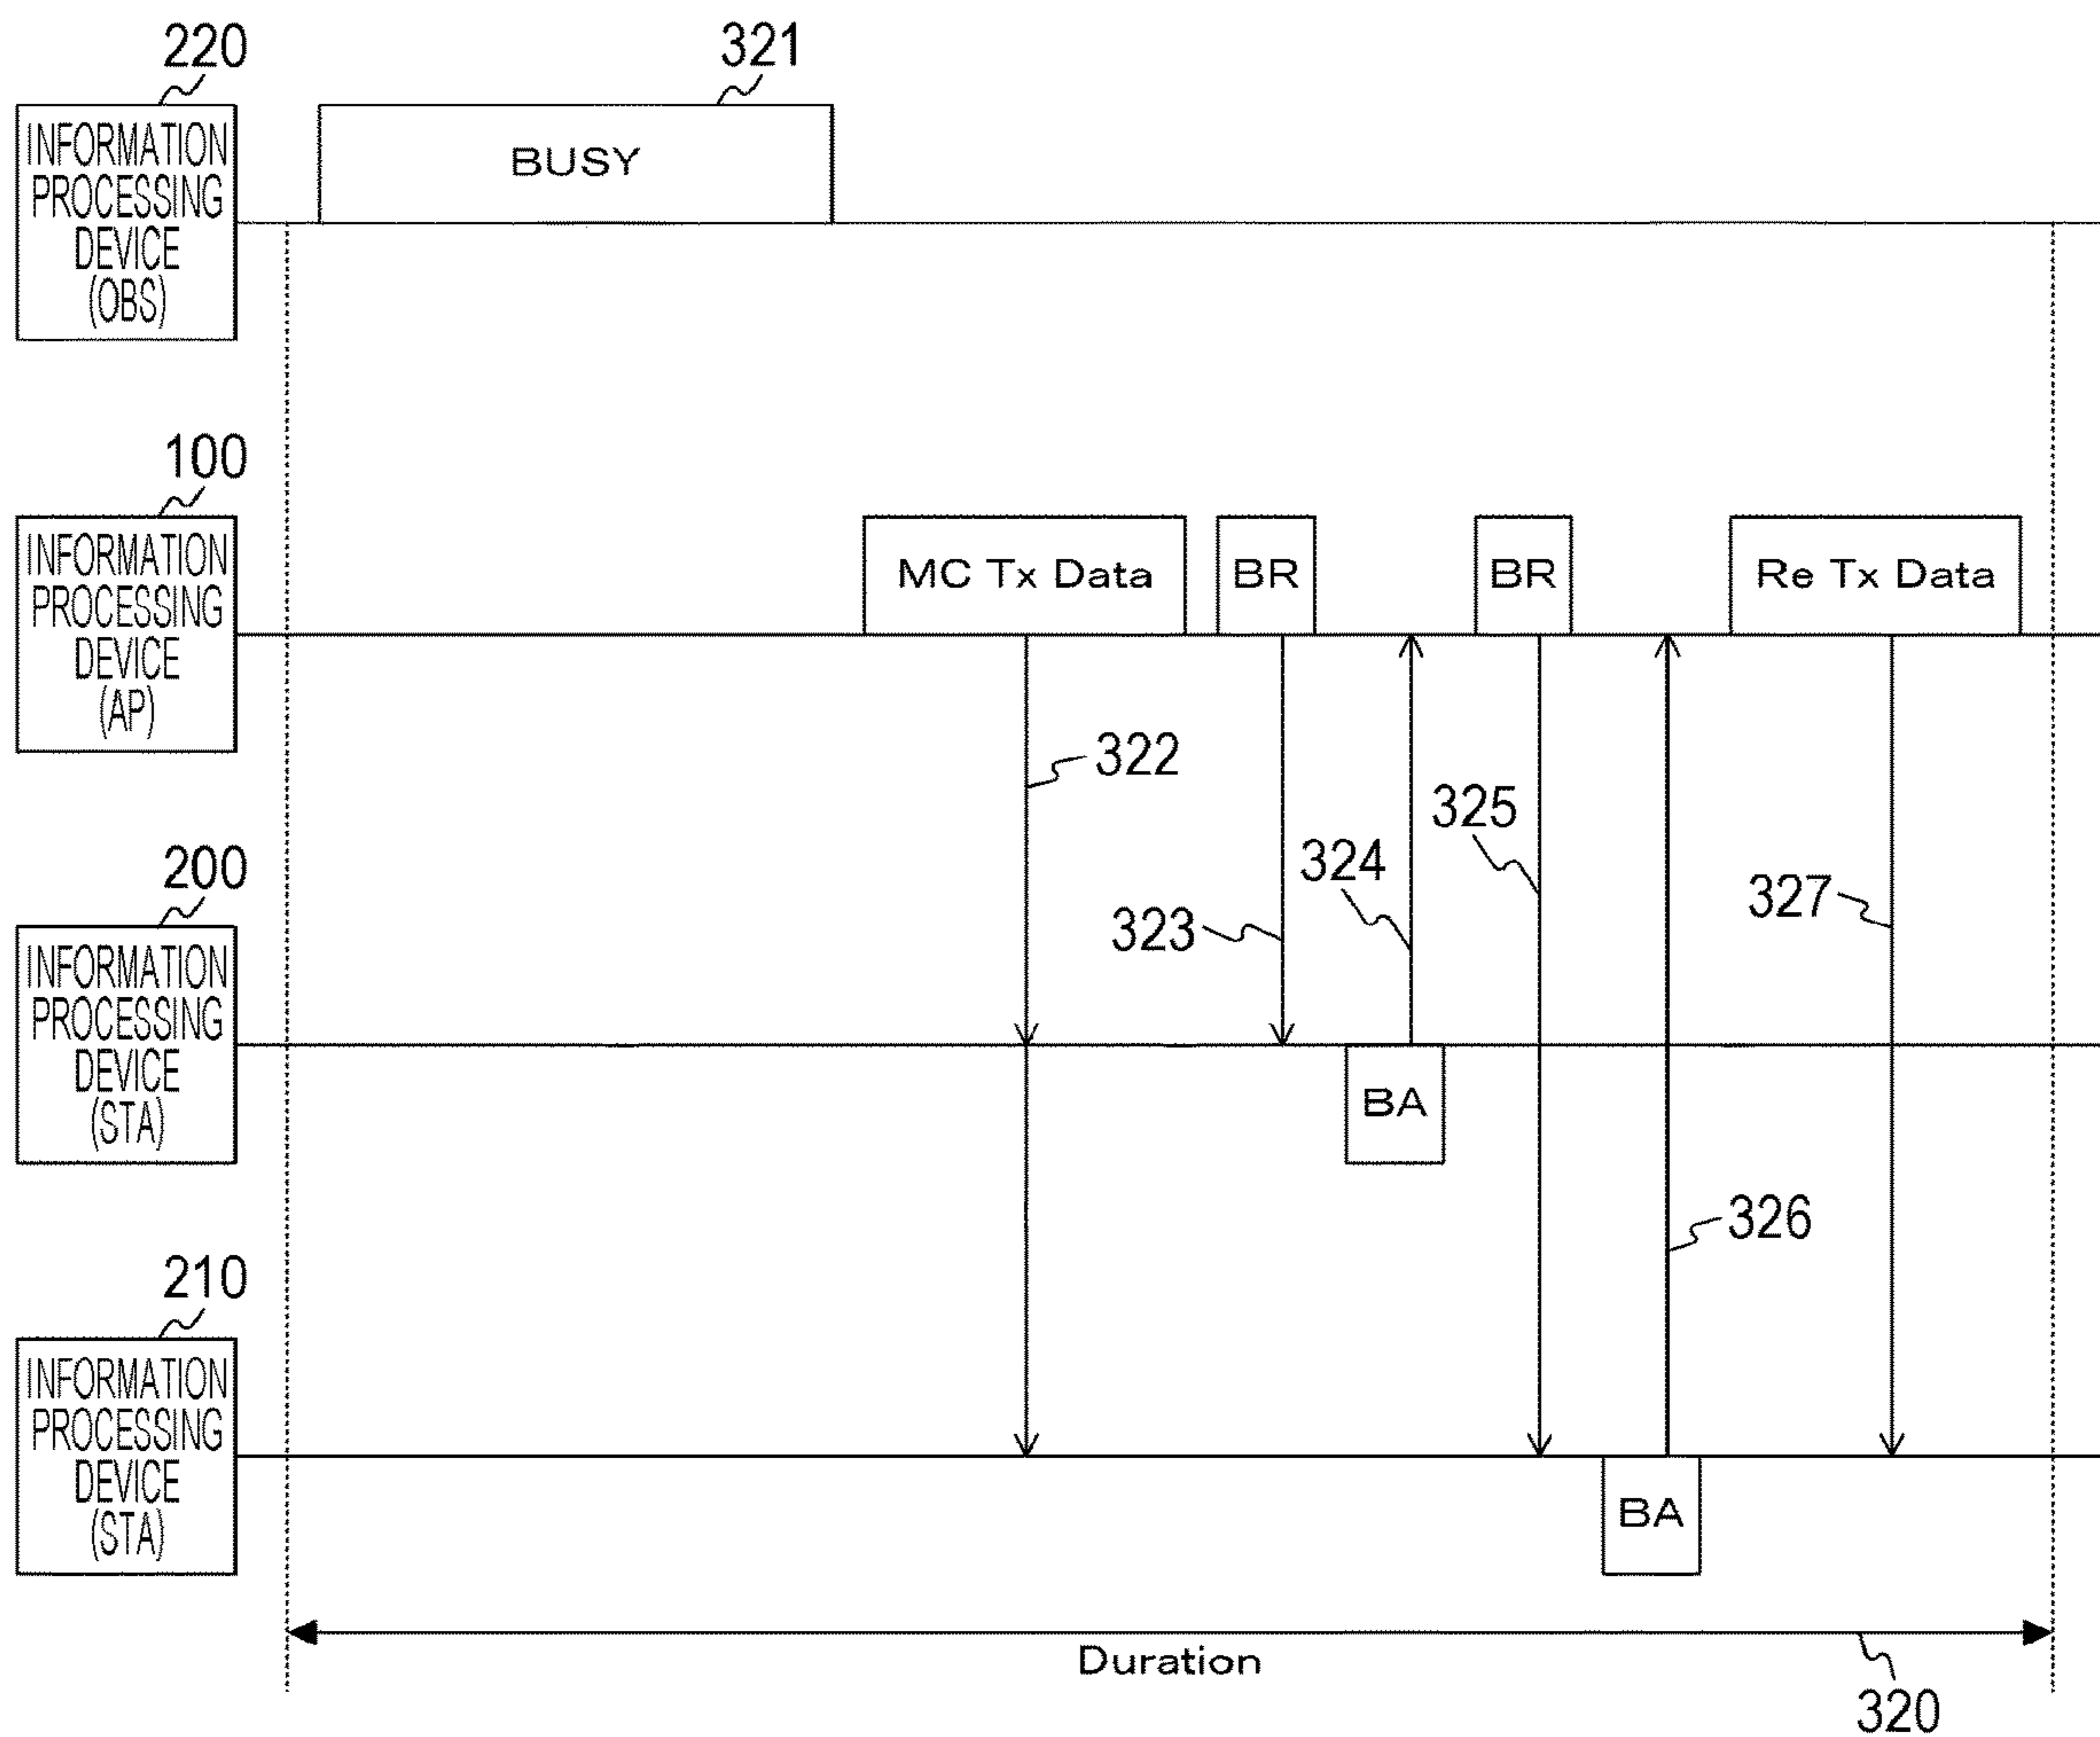 220
321
INFORMATION
PROCESSING
DEVICE
(OBS)
BUSY
100
INFORMATION
PROCESSING
DEVICE
(AP)
MC Tx Data
BR
BR
Re Tx Data
322
325
324
327
323
200
INFORMATION
PROCESSING
DEVICE
(STA)
BA
326
210
INFORMATION
PROCESSING
DEVICE
(STA)
BA
Duration
320